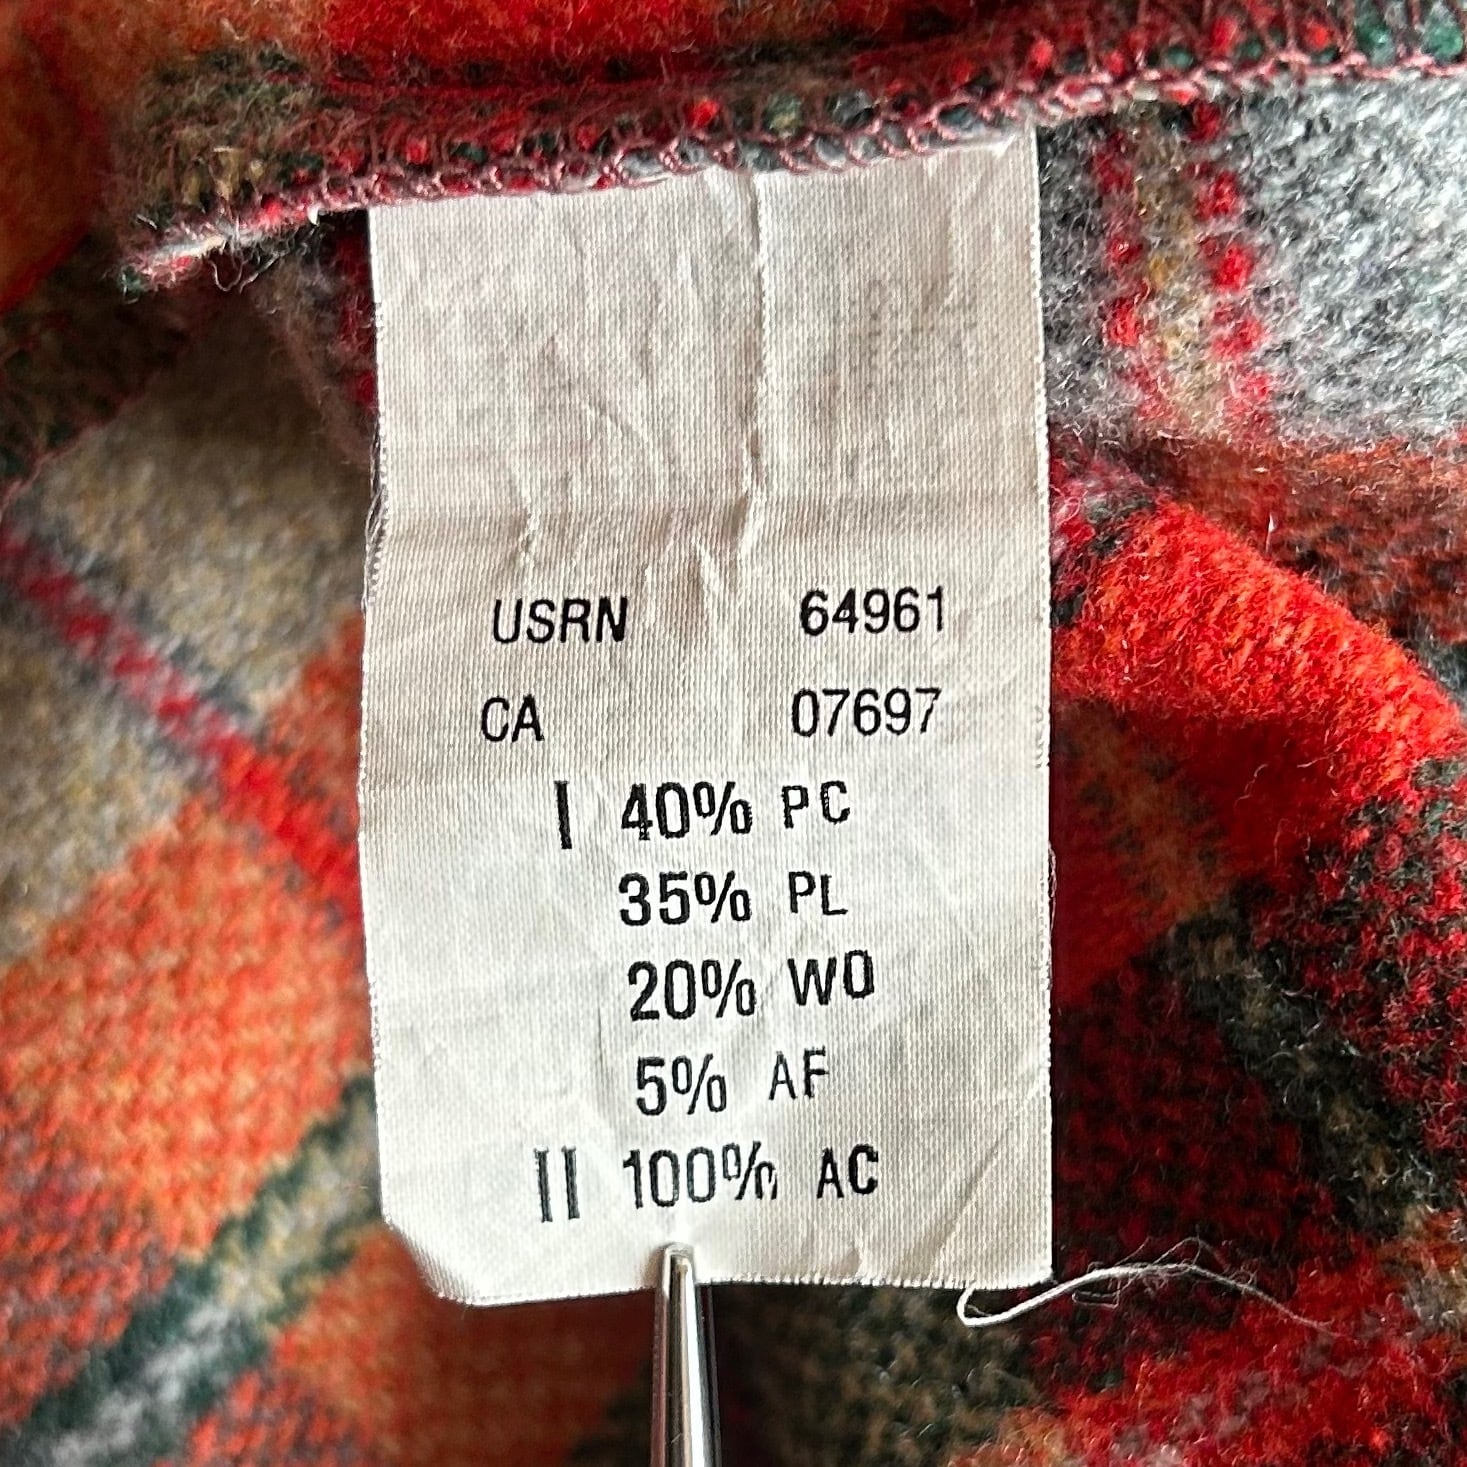 USRN 64961
CA 07697
I 40% PC
35% PL
20% WO
5% AF
II 100% AC